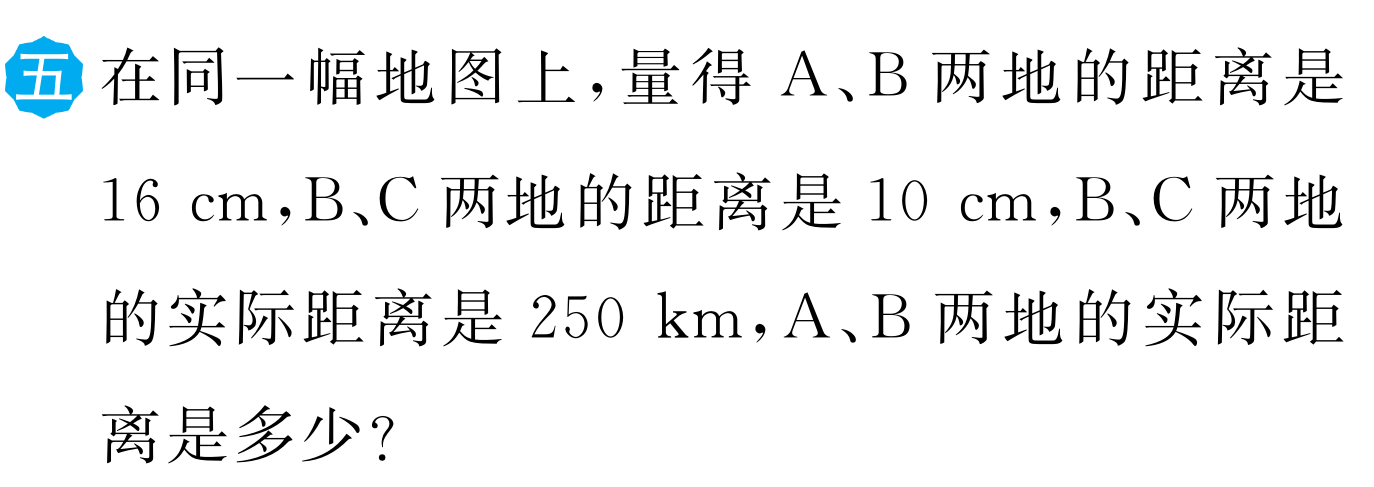 五 在同一幅地图上,量得 A、B 两地的距离是
16 cm,B、C 两地的距离是 10 cm,B、C 两地
的实际距离是 250 km,A、B 两地的实际距
离是多少?